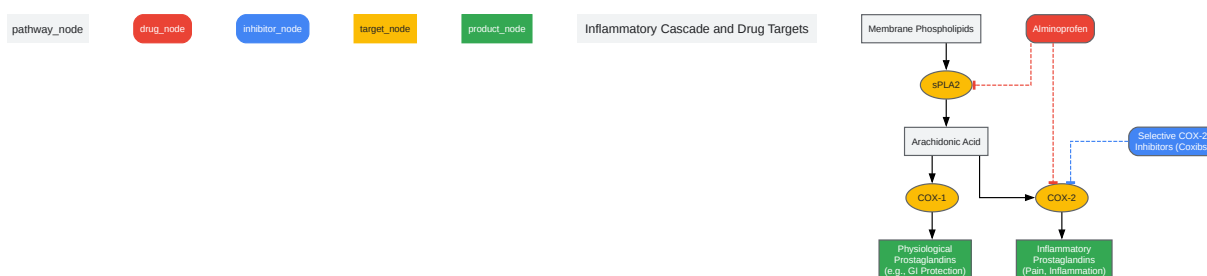 pathway_node
drug_node
inhibitor_node
target_node
product_node
Inflammatory Cascade and Drug Targets
Membrane Phospholipids
Alminoprofen
sPLA2
Selective COX-2
Inhibitors (Coxibs
Arachidonic Acid
COX-1
COX-2
Physiological
Prostaglandins
(e.g., GI Protection)
Inflammatory
Prostaglandins
(Pain, Inflammation)